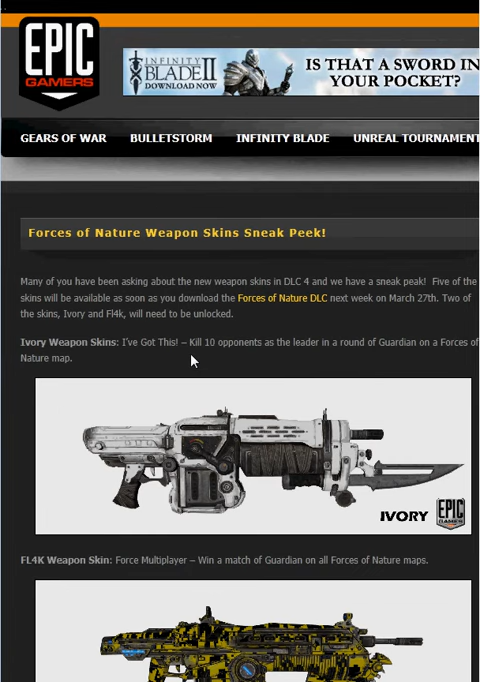 EPIC
GAMERS
INFINITY
BLADE II
DOWNLOAD NOW
IS THAT A SWORD IN
YOUR POCKET?
GEARS OF WAR BULLETSTORM INFINITY BLADE UNREAL TOURNAMENT
Forces of Nature Weapon Skins Sneak Peek!
Many of you have been asking about the new weapon skins in DLC 4 and we have a sneak peak! Five of the
skins will be available as soon as you download the Forces of Nature DLC next week on March 27th. Two of
the skins, Ivory and Fl4k, will need to be unlocked.
Ivory Weapon Skins: I've Got This! – Kill 10 opponents as the leader in a round of Guardian on a Forces of
Nature map.
IVORY
EPIC
GAMES
FL4K Weapon Skin: Force Multiplayer – Win a match of Guardian on all Forces of Nature maps.